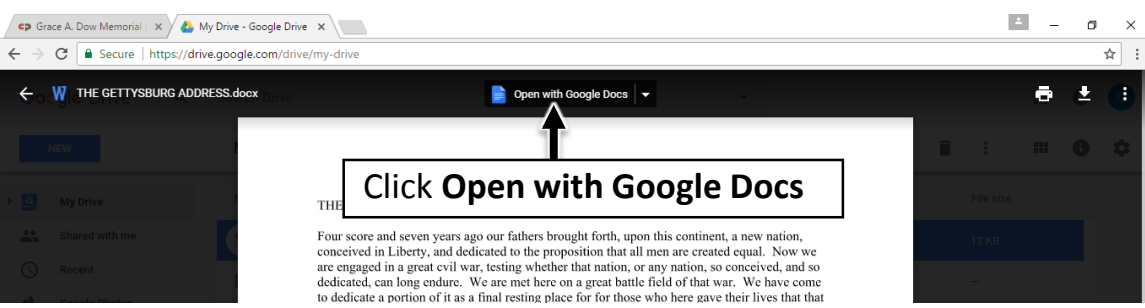 Grace A. Dow Memorial
My Drive - Google Drive
Secure | https://drive.google.com/drive/my-drive
THE GETTYSBURG ADDRESS.docx
Drive
Open with Google Docs
NEW
Click Open with Google Docs
My Drive
THE
File size
Shared with me
12 KB
Four score and seven years ago our fathers brought forth, upon this continent, a new nation,
conceived in Liberty, and dedicated to the proposition that all men are created equal. Now we
are engaged in a great cvil war, testing whether that nation, or any nation, so conceived, and so
Recent
dedicated, can long endure. We are met here on a great battle field of that war. We have come
to dedicate a portion of it as a final resting place for for those who here gave their lives that that
Google Photos